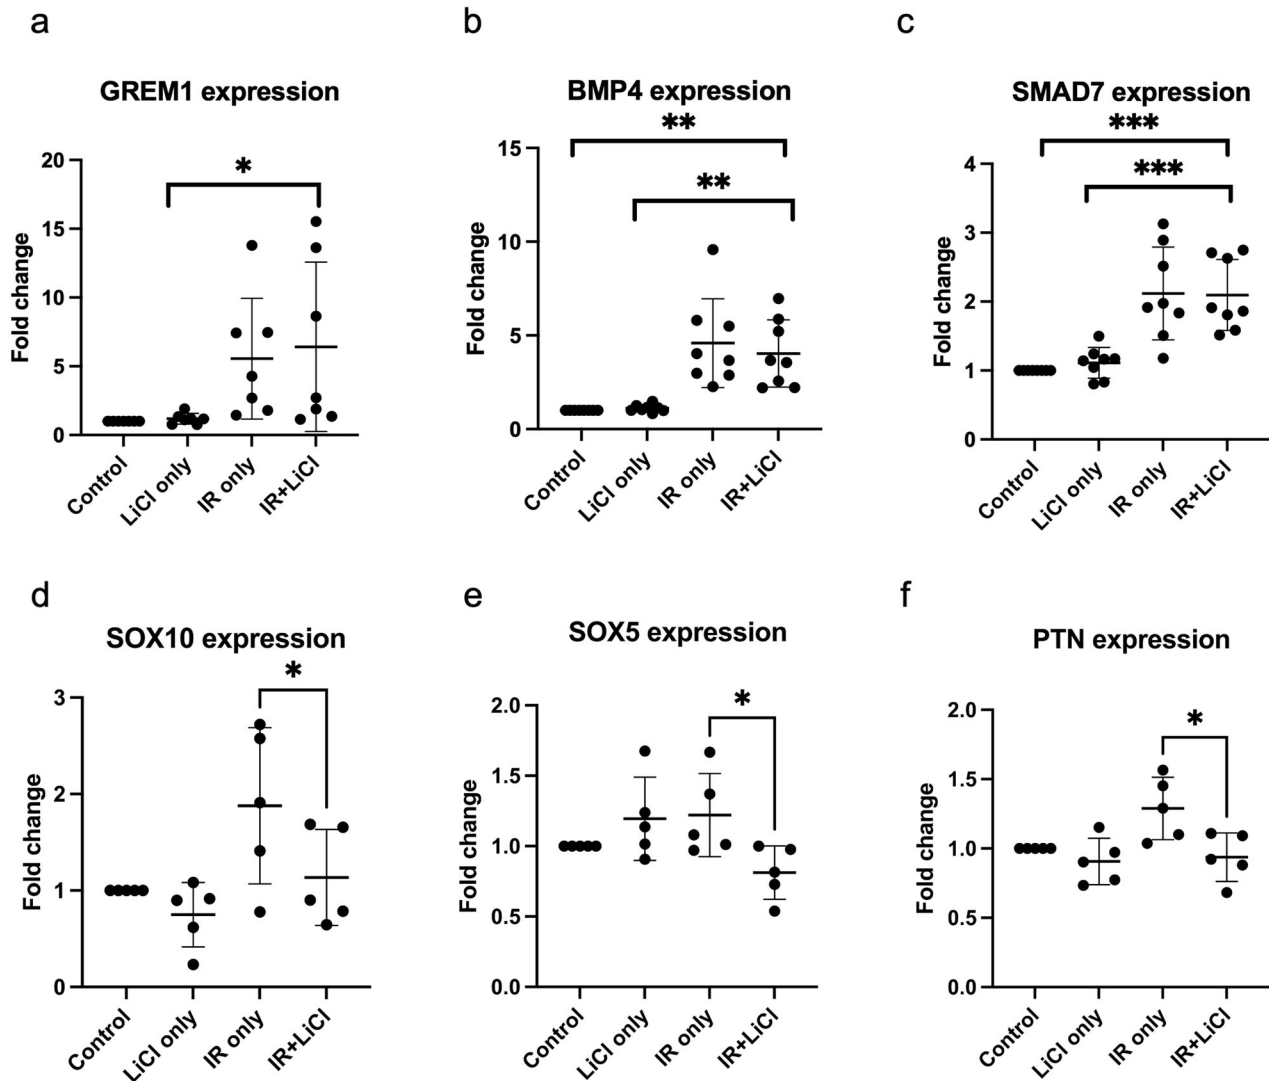 a
GREM1 expression
*
Fold change
20
15
10
5
0
Control
LiCl only
IR only
IR+LiCl
b
BMP4 expression
**
**
Fold change
15
10
5
0
Control
LiCl only
IR only
IR+LiCl
c
SMAD7 expression
***
***
Fold change
4
3
2
1
0
Control
LiCl only
IR only
IR+LiCl
d
SOX10 expression
*
Fold change
3
2
1
0
Control
LiCl only
IR only
IR+LiCl
e
SOX5 expression
*
Fold change
2.0
1.5
1.0
0.5
0.0
Control
LiCl only
IR only
IR+LiCl
f
PTN expression
*
Fold change
2.0
1.5
1.0
0.5
0.0
Control
LiCl only
IR only
IR+LiCl